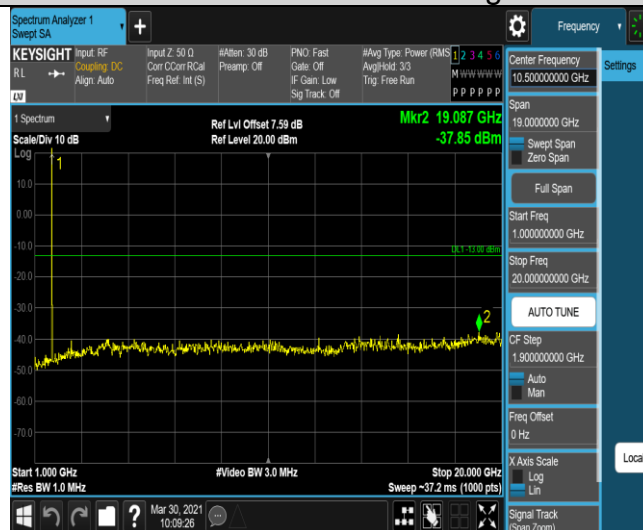 Spectrum Analyzer 1
Swept SA
+
Frequency
KEYSIGHT
Input: RF
Input Z: 50 Ω
#Atten: 30 dB
PNO: Fast
#Avg Type: Power (RMS
1 2 3 4 5 6
RL
Coupling: DC
Corr CCorr RCal
Preamp: Off
Gate: Off
Avg|Hold: 3/3
M W W W W W
Align: Auto
Freq Ref: Int (S)
IF Gain: Low
Trig: Free Run
Sig Track: Off
P P P P P P
LXI
1 Spectrum
Ref Lvl Offset 7.59 dB
Mkr2 19.087 GHz
Scale/Div 10 dB
Ref Level 20.00 dBm
-37.85 dBm
Log
1
10.0
0.00
-10.0
DL1 -13.00 dBm
-20.0
-30.0
2
-40.0
-50.0
-60.0
-70.0
Start 1.000 GHz
#Video BW 3.0 MHz
Stop 20.000 GHz
#Res BW 1.0 MHz
Sweep ~37.2 ms (1000 pts)
?
Mar 30, 2021
10:09:26
Center Frequency
10.500000000 GHz
Settings
Span
19.0000000 GHz
Swept Span
Zero Span
Full Span
Start Freq
1.000000000 GHz
Stop Freq
20.000000000 GHz
AUTO TUNE
CF Step
1.900000000 GHz
Auto
Man
Freq Offset
0 Hz
X Axis Scale
Log
Lin
Local
Signal Track
(Span Zoom)